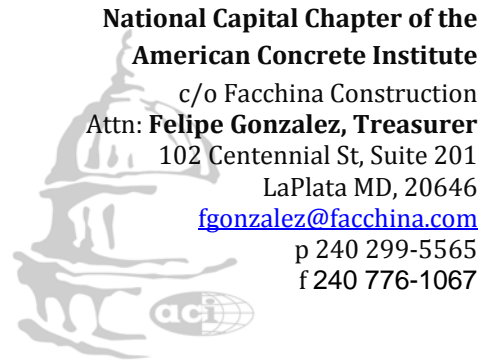 National Capital Chapter of the
American Concrete Institute
c/o Facchina Construction
Attn: Felipe Gonzalez, Treasurer
102 Centennial St, Suite 201
LaPlata MD, 20646
fgonzalez@facchina.com
p 240 299-5565
f 240 776-1067
aci